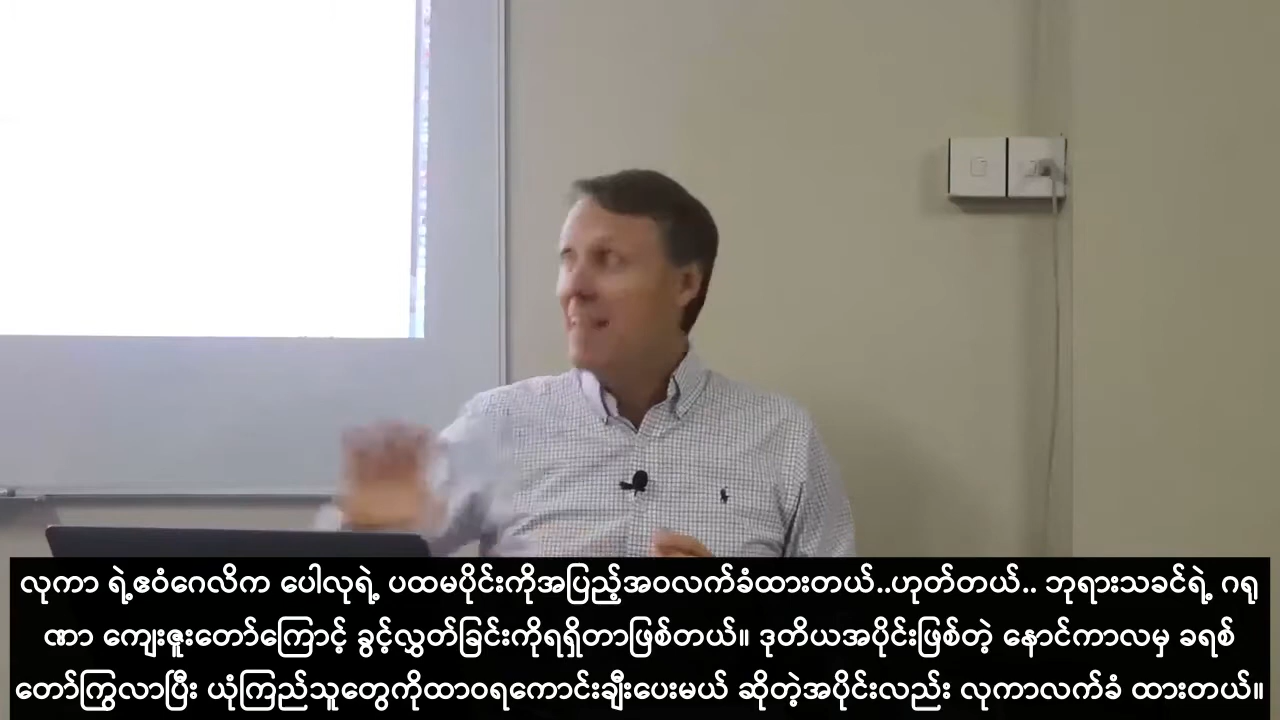 လုကာ ရဲ့ဧဝံဂေလိက ပေါလုရဲ့ ပထမပိုင်းကိုအပြည့်အဝလက်ခံထားတယ်..ဟုတ်တယ်.. ဘုရားသခင်ရဲ့ ဂရု
ဏာ ကျေးဇူးတော်ကြောင့် ခွင့်လွှတ်ခြင်းကိုရရှိတာဖြစ်တယ်။ ဒုတိယအပိုင်းဖြစ်တဲ့ နောင်ကာလမှ ခရစ်
တော်ကြွလာပြီး ယုံကြည်သူတွေကိုထာဝရကောင်းချီးပေးမယ် ဆိုတဲ့အပိုင်းလည်း လုကာလက်ခံ ထားတယ်။